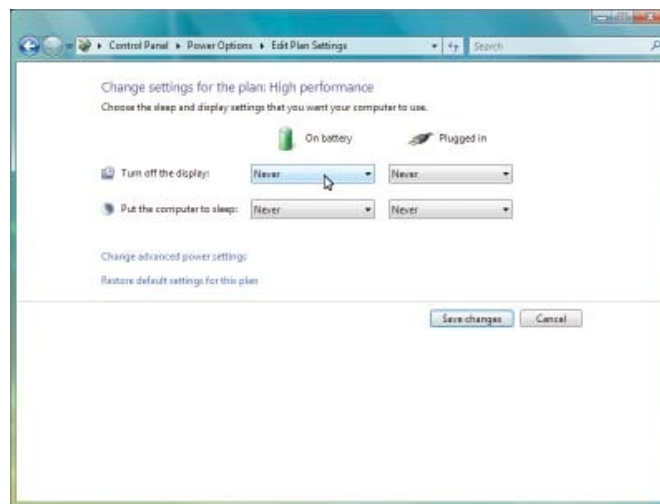 Control Panel ▸ Power Options ▸ Edit Plan Settings
Search
Change settings for the plan: High performance
Choose the sleep and display settings that you want your computer to use.
On battery Plugged in
Turn off the display: Never Never
Put the computer to sleep: Never Never
Change advanced power settings
Restore default settings for this plan
Save changes Cancel